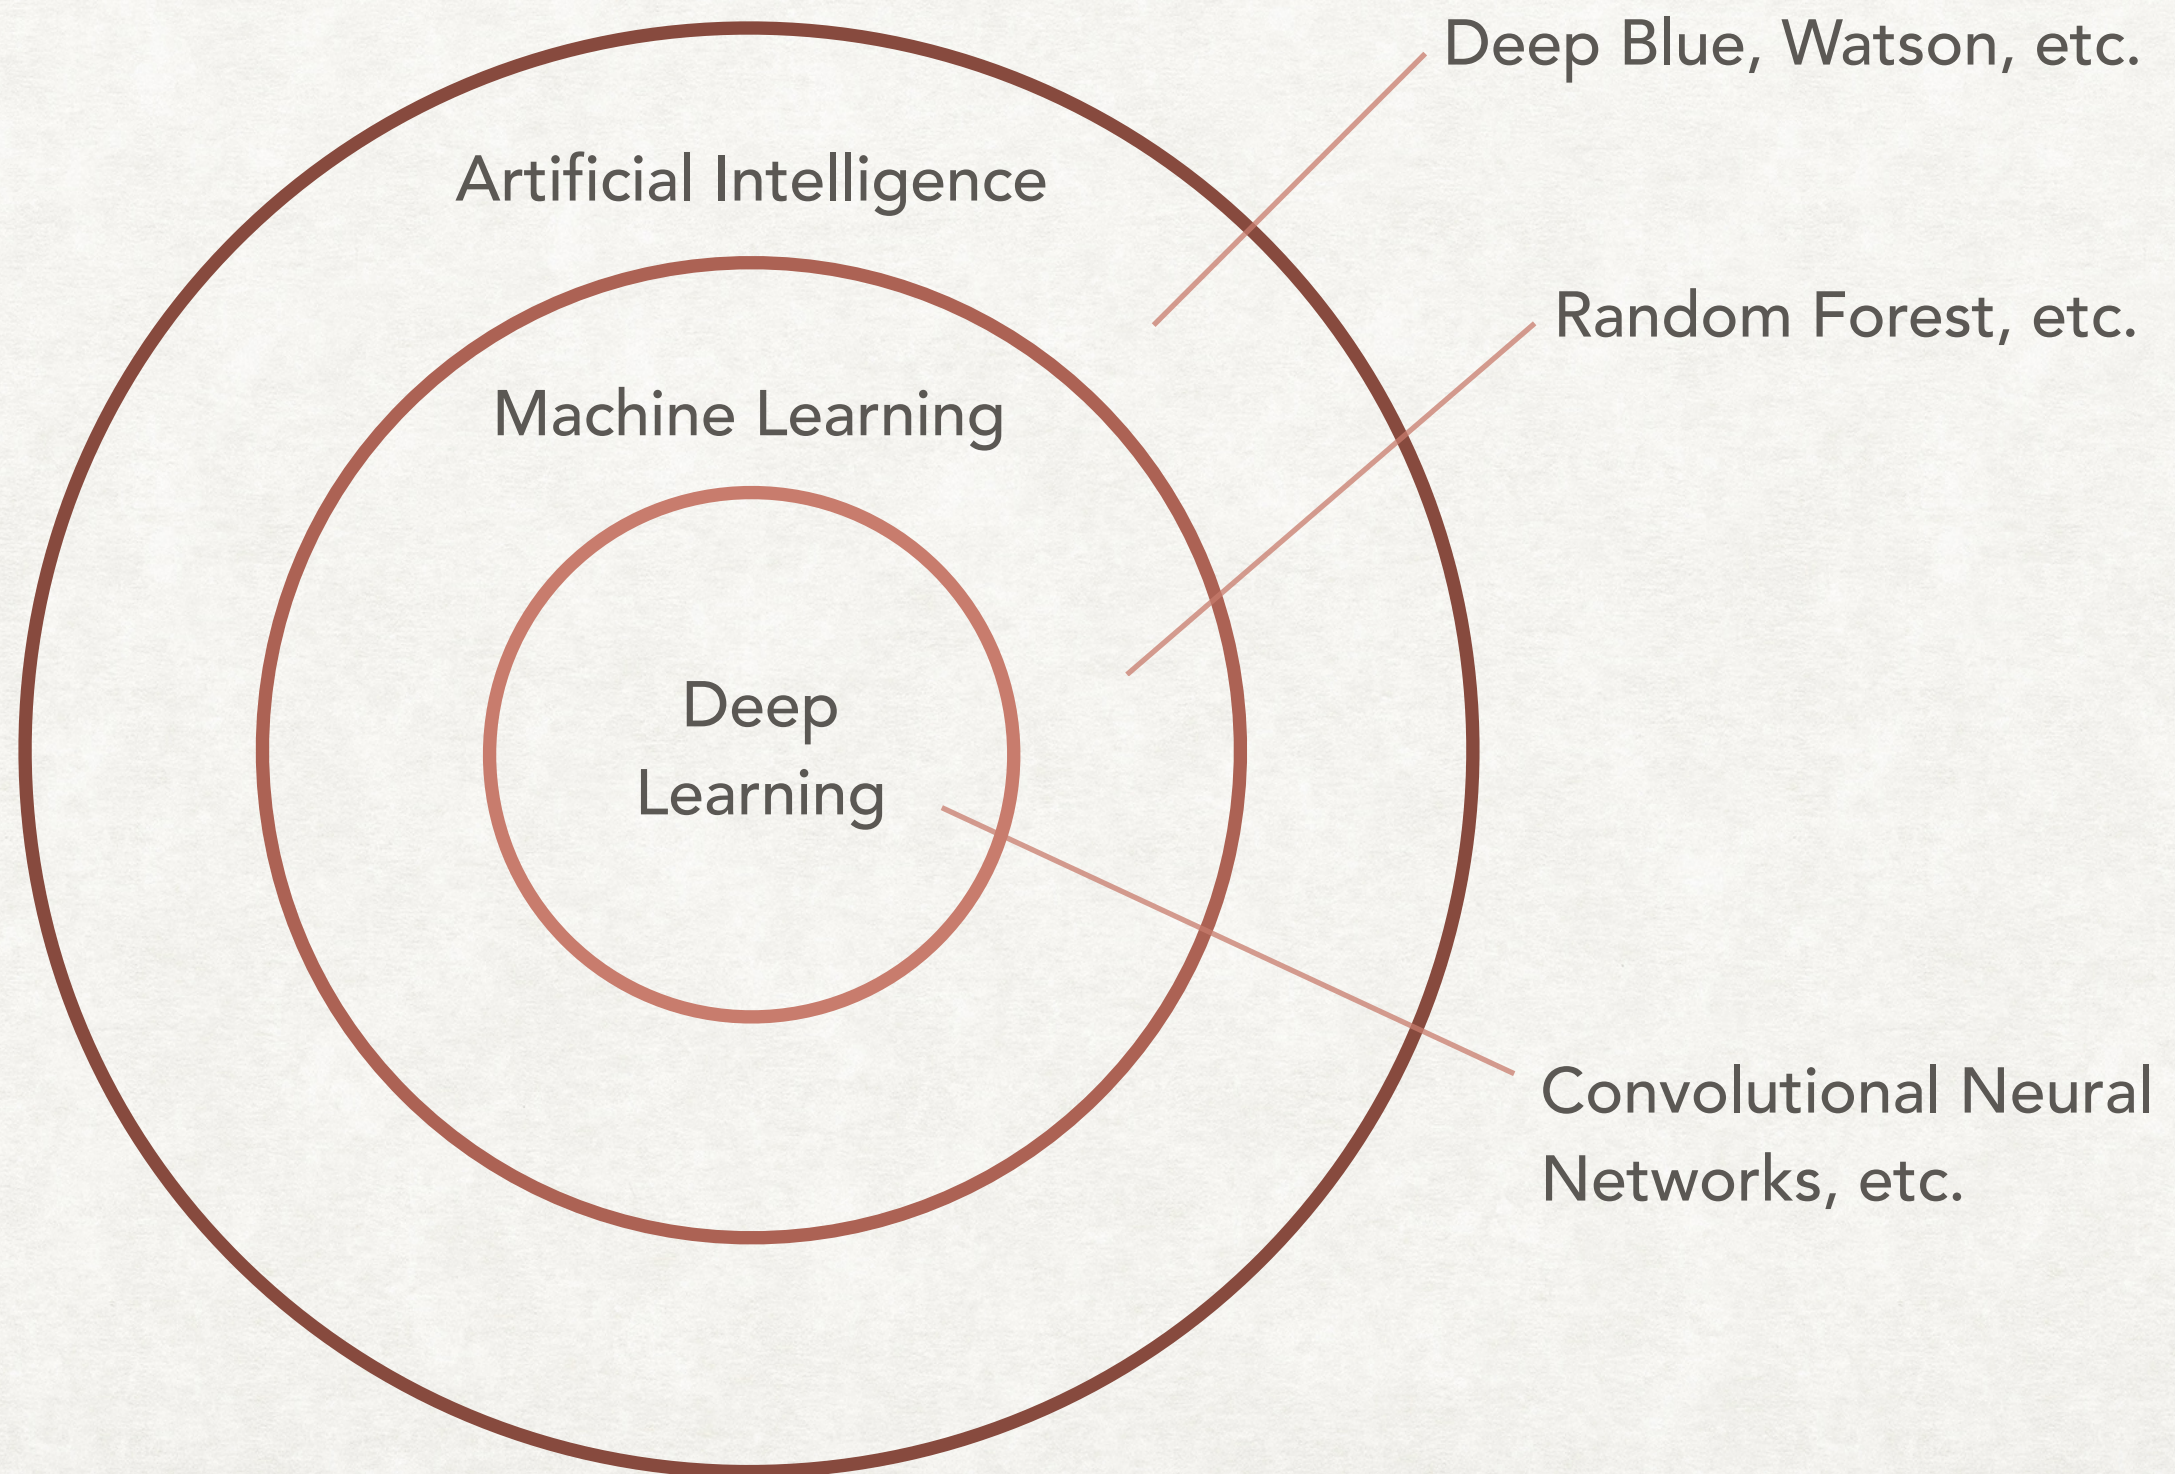 Deep Blue, Watson, etc.
Artificial Intelligence
Random Forest, etc.
Machine Learning
Deep
Learning
Convolutional Neural
Networks, etc.